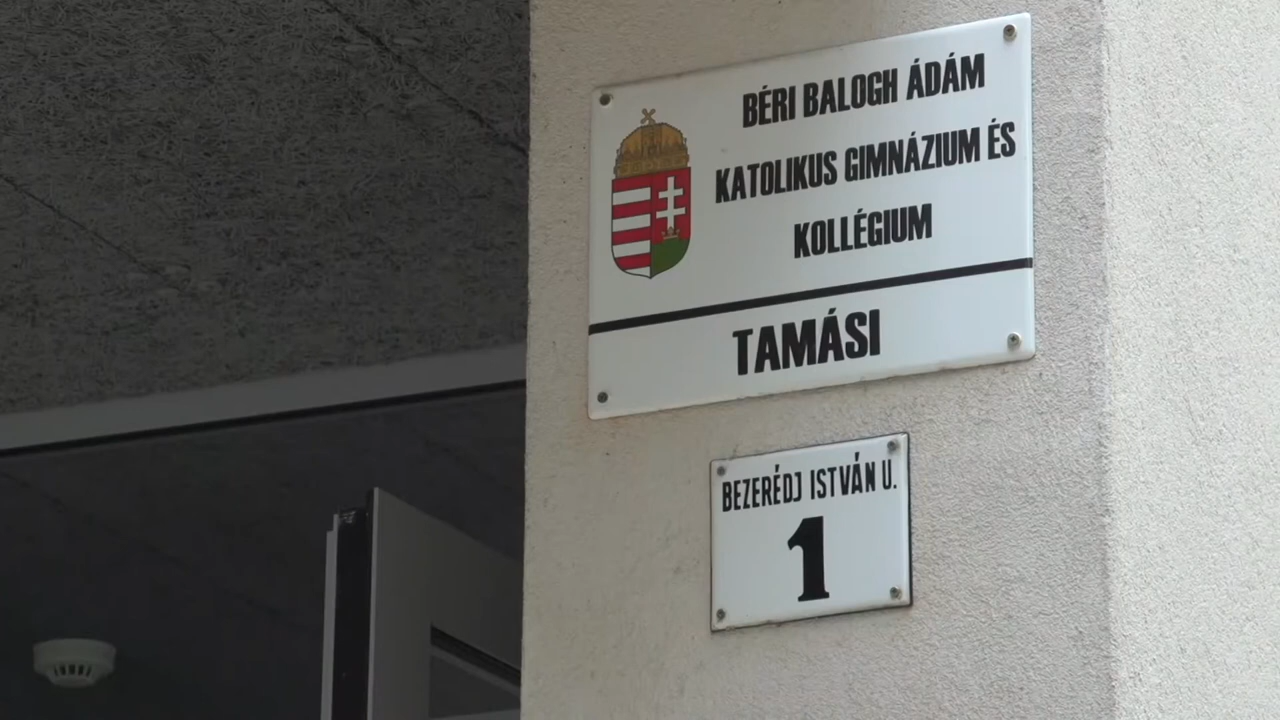 BÉRI BALOGH ÁDÁM
KATOLIKUS GIMNÁZIUM ÉS
KOLLÉGIUM
TAMÁSI
BEZERÉDJ ISTVÁN U.
1